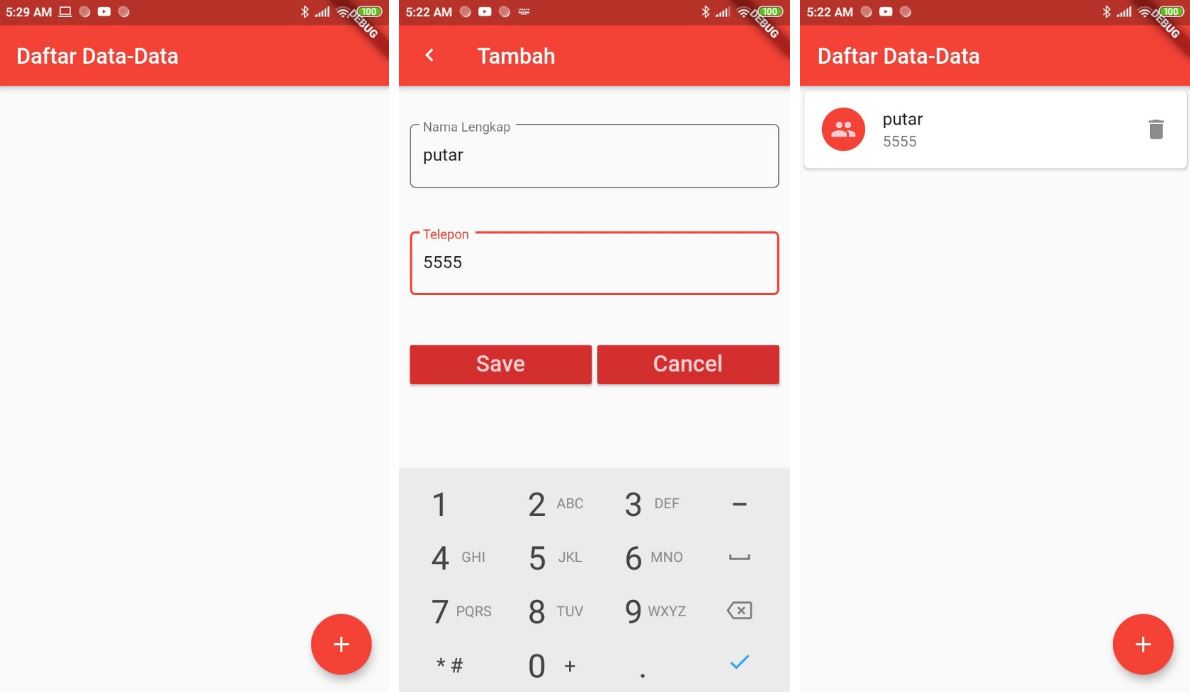 5:29 AM 100
DEBUG
Daftar Data-Data
+
5:22 AM 100
DEBUG
Tambah
Nama Lengkap
putar
Telepon
5555
Save Cancel
1 2 ABC 3 DEF -
4 GHI 5 JKL 6 MNO
7 PQRS 8 TUV 9 WXYZ
* # 0 + .
5:22 AM 100
DEBUG
Daftar Data-Data
putar
5555
+